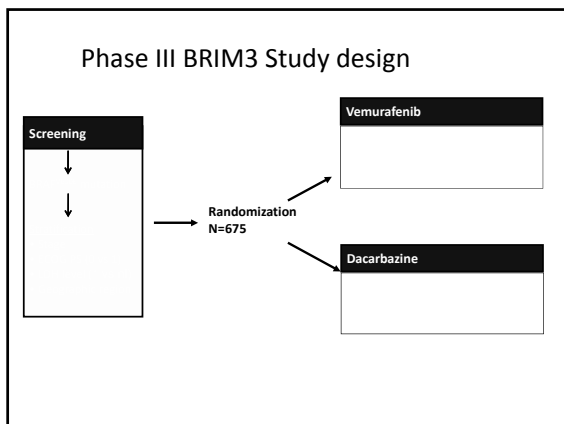 Phase III BRIM3 Study design
Screening
Randomization
N=675
Vemurafenib
Dacarbazine